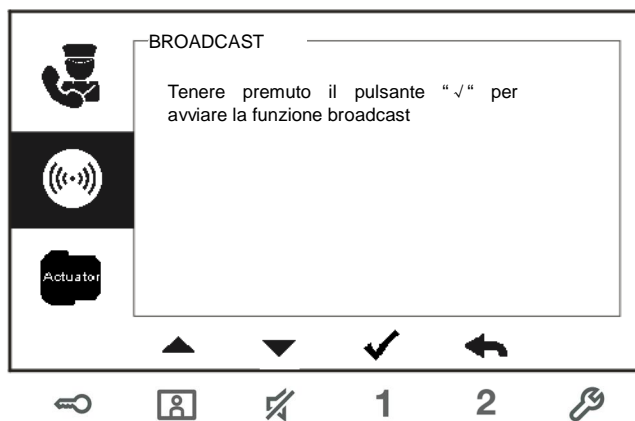 BROADCAST
Tenere premuto il pulsante “√“ per
avviare la funzione broadcast
Actuator
1 2